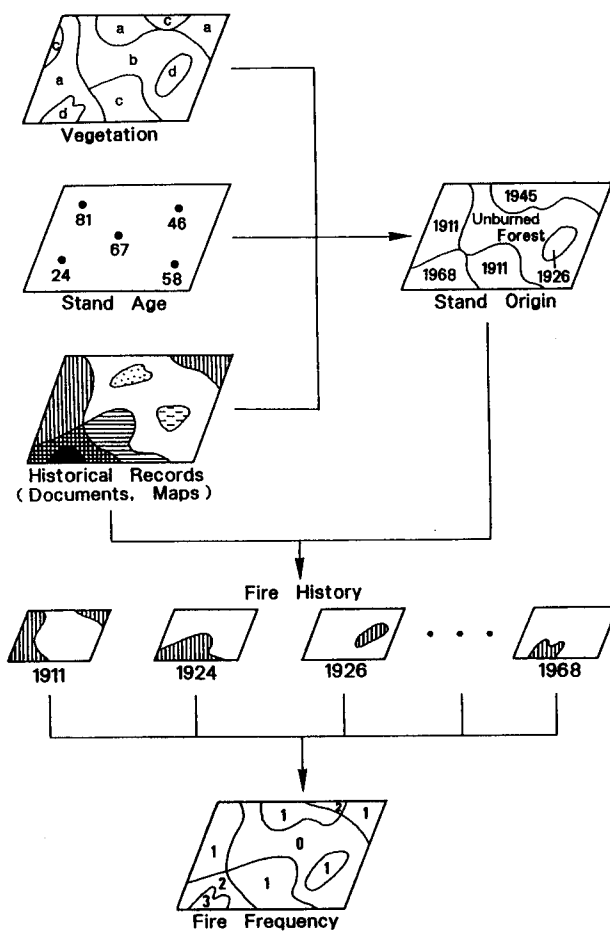 c
a
c
a
b
a
d
c
d
Vegetation
81
46
67
24
58
Stand Age
1945
1911
Unburned
Forest
1968
1911
1926
Stand Origin
Historical Records
(Documents, Maps)
Fire History
1911
1924
1926
1968
1
2
1
0
1
2
1
1
3
Fire Frequency